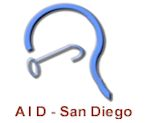 A I D - San Diego